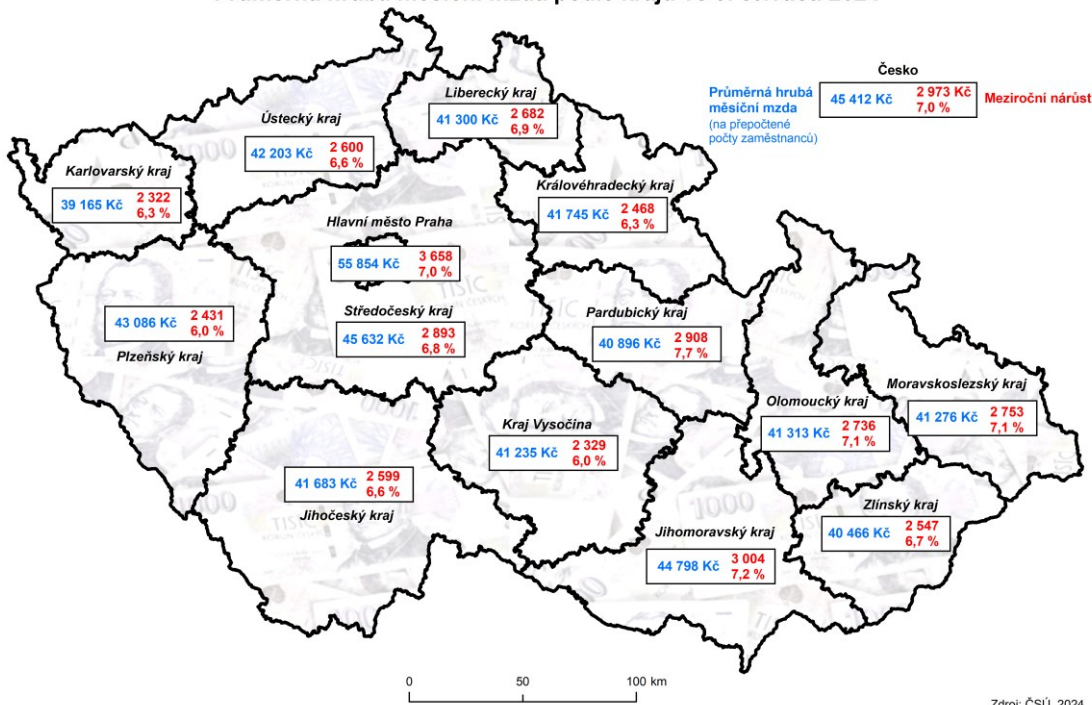 Česko
Průměrná hrubá
měsíční mzda
(na přepočtené
počty zaměstnanců)
45 412 Kč
2 973 Kč
7,0 %
Meziroční nárůst
Liberecký kraj
41 300 Kč
2 682
6,9 %
Ústecký kraj
42 203 Kč
2 600
6,6 %
Karlovarský kraj
39 165 Kč
2 322
6,3 %
Královéhradecký kraj
41 745 Kč
2 468
6,3 %
Hlavní město Praha
55 854 Kč
3 658
7,0 %
Středočeský kraj
45 632 Kč
2 893
6,8 %
43 086 Kč
2 431
6,0 %
Plzeňský kraj
Pardubický kraj
40 896 Kč
2 908
7,7 %
Moravskoslezský kraj
41 276 Kč
2 753
7,1 %
Olomoucký kraj
41 313 Kč
2 736
7,1 %
Kraj Vysočina
41 235 Kč
2 329
6,0 %
41 683 Kč
2 599
6,6 %
Jihočeský kraj
Zlínský kraj
40 466 Kč
2 547
6,7 %
Jihomoravský kraj
44 798 Kč
3 004
7,2 %
0 50 100 km
Zdroj: ČSÚ, 2024